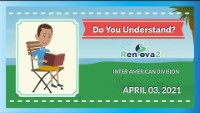 Do You Understand?
Renova2
INTER-AMERICAN DIVISION
APRIL 03, 2021